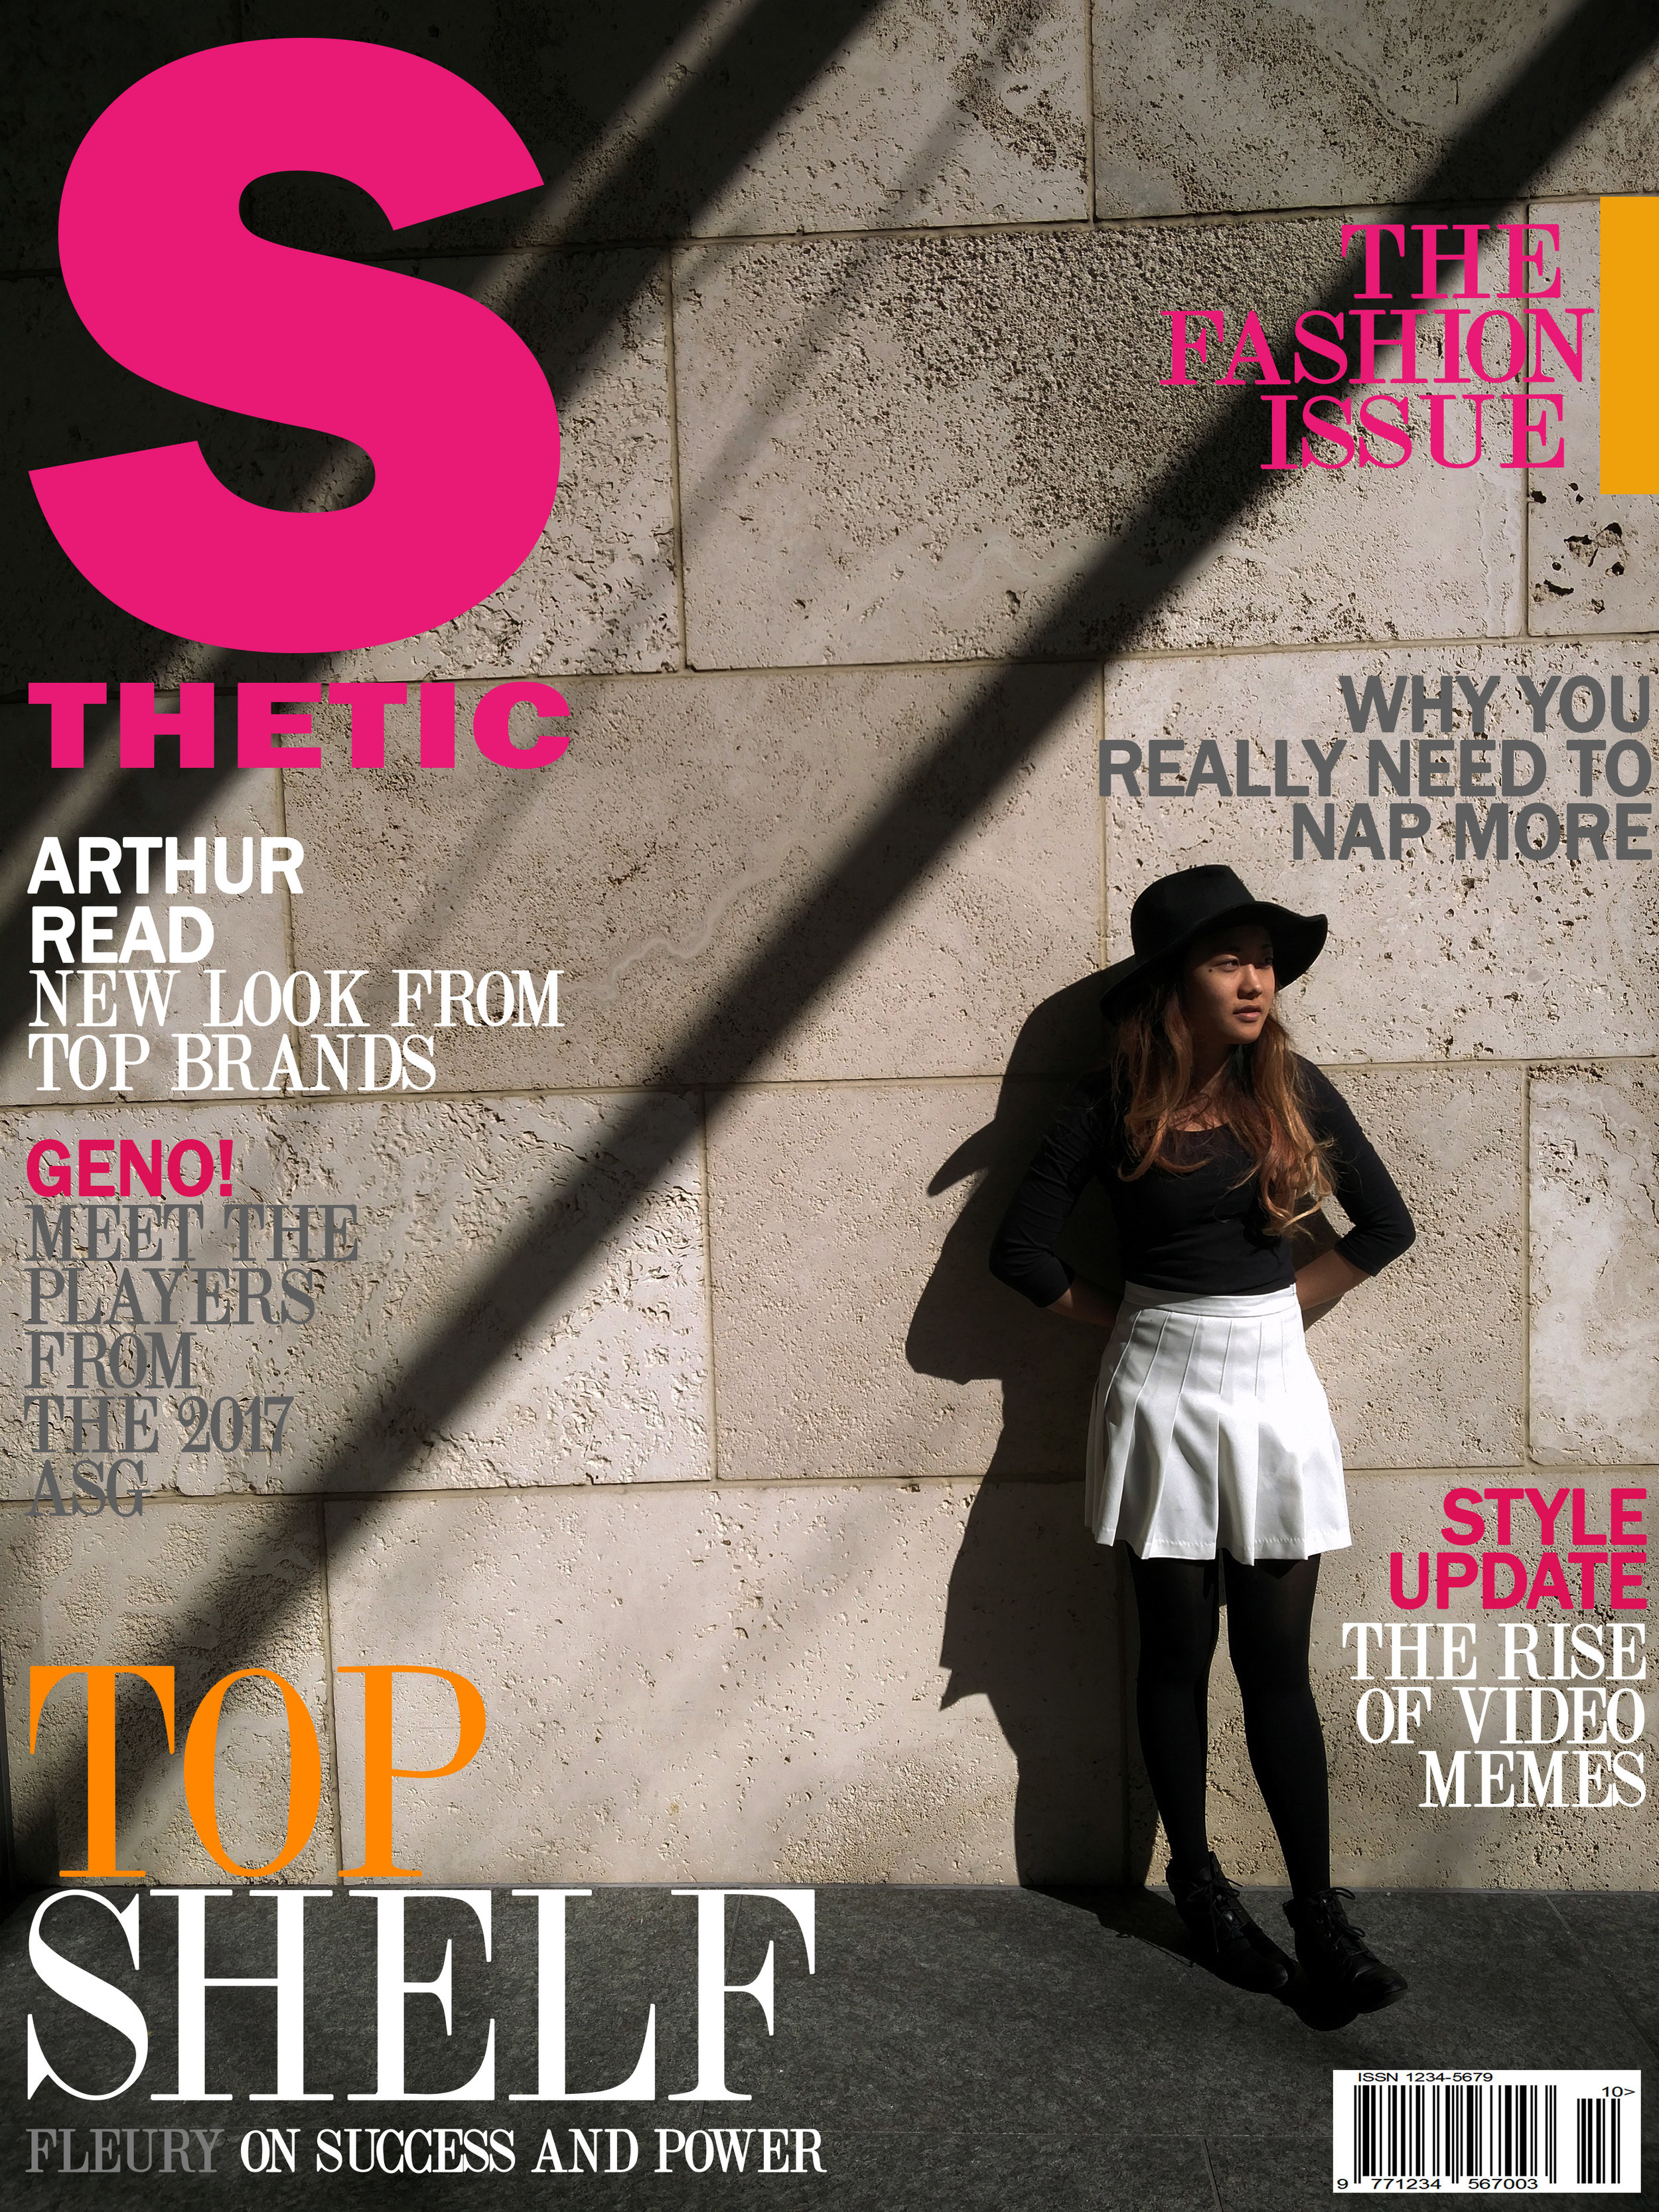 S
THETIC
THE
FASHION
ISSUE
WHY YOU
REALLY NEED TO
NAP MORE
ARTHUR
READ
NEW LOOK FROM
TOP BRANDS
GENO!
MEET THE
PLAYERS
FROM
THE 2017
ASG
STYLE
UPDATE
THE RISE
OF VIDEO
MEMES
TOP
SHELF
FLEURY ON SUCCESS AND POWER
ISSN 1234-5679
10>
9 771234 567003